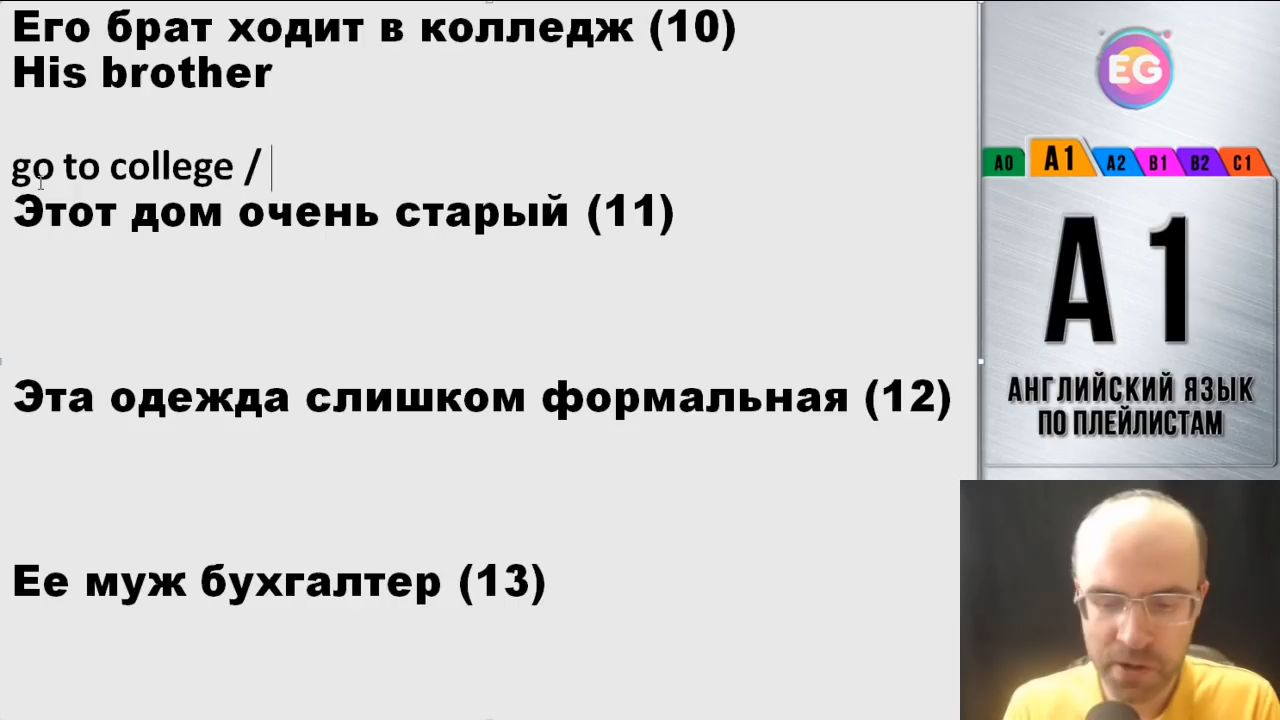 Его брат ходит в колледж (10)
His brother
go to college /
Этот дом очень старый (11)
Эта одежда слишком формальная (12)
Ее муж бухгалтер (13)
EG
A0 A1 A2 B1 B2 C1
A1
АНГЛИЙСКИЙ ЯЗЫК
ПО ПЛЕЙЛИСТАМ